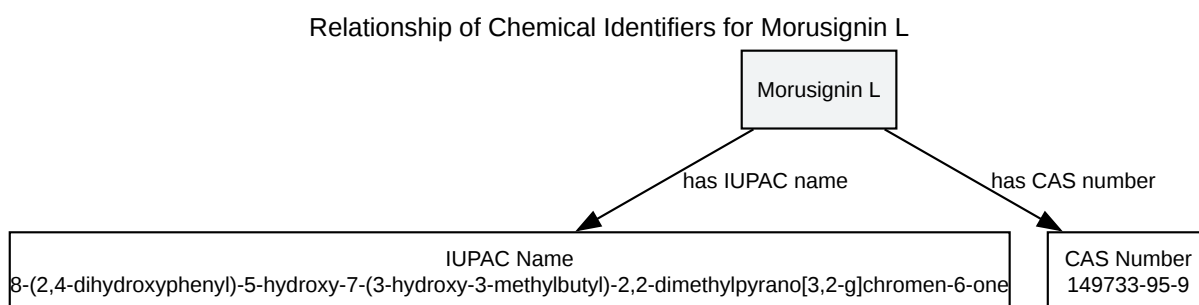 Relationship of Chemical Identifiers for Morusignin L
Morusignin L
has IUPAC name
has CAS number
IUPAC Name
8-(2,4-dihydroxyphenyl)-5-hydroxy-7-(3-hydroxy-3-methylbutyl)-2,2-dimethylpyrano[3,2-g]chromen-6-one
CAS Number
149733-95-9